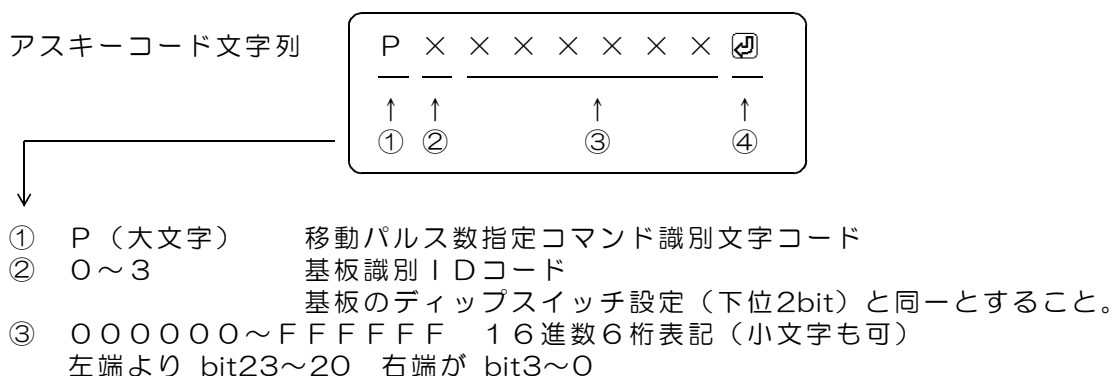 アスキーコード文字列 P × × × × × × × ↵
↑ ↑ ↑ ↑
① ② ③ ④
① P(大文字) 移動パルス数指定コマンド識別文字コード
② 0~3 基板識別IDコード
基板のディップスイッチ設定(下位2bit)と同一とすること。
③ 000000~FFFFFF 16進数6桁表記(小文字も可)
左端より bit23~20 右端が bit3~0